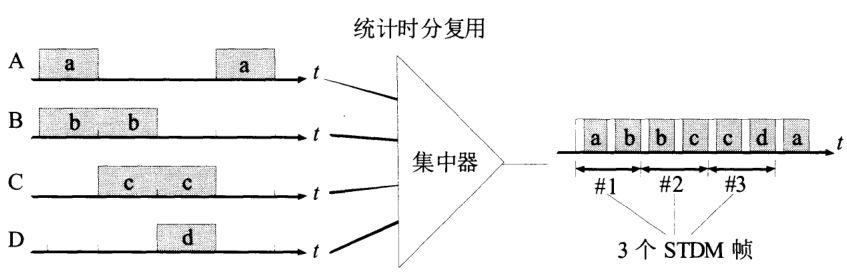 统计时分复用
A a a t
B b b t
C c c t
D d t
集中器
a b b c c d a t
#1 #2 #3
3 个 STDM 帧